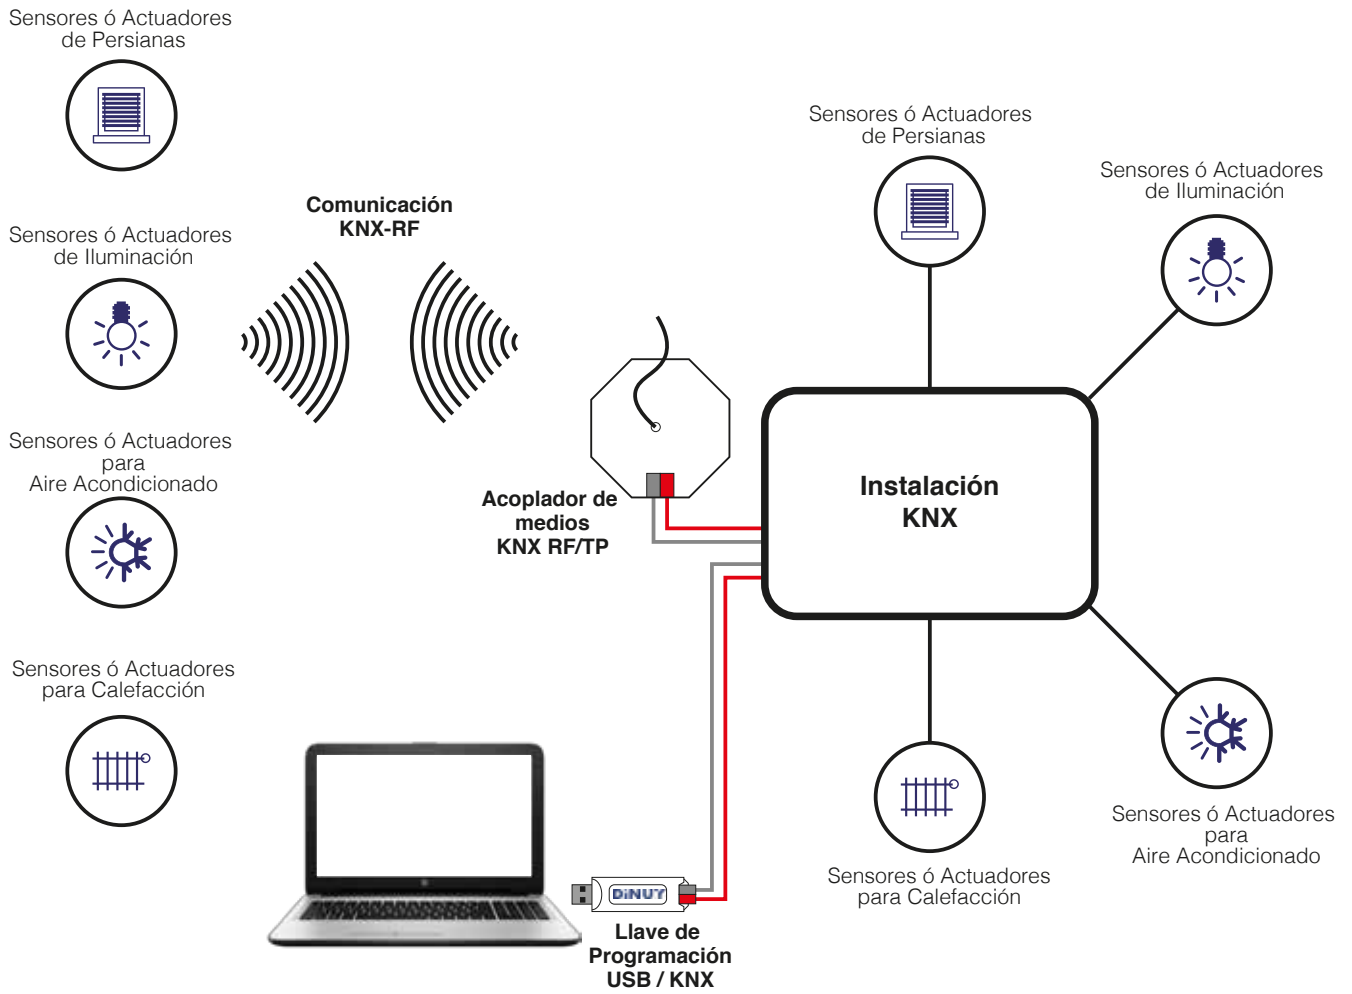 Sensores ó Actuadores
de Persianas
Sensores ó Actuadores
de Iluminación
Sensores ó Actuadores
para
Aire Acondicionado
Sensores ó Actuadores
para Calefacción
Comunicación
KNX-RF
Acoplador de
medios
KNX RF/TP
Instalación
KNX
Sensores ó Actuadores
de Persianas
Sensores ó Actuadores
de Iluminación
Sensores ó Actuadores
para
Aire Acondicionado
Sensores ó Actuadores
para Calefacción
DiNUY
Llave de
Programación
USB / KNX